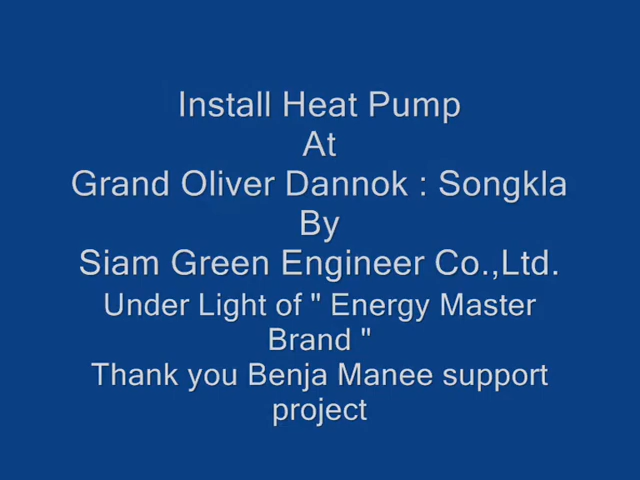 Install Heat Pump
At
Grand Oliver Dannok : Songkla
By
Siam Green Engineer Co.,Ltd.
Under Light of " Energy Master
Brand "
Thank you Benja Manee support
project